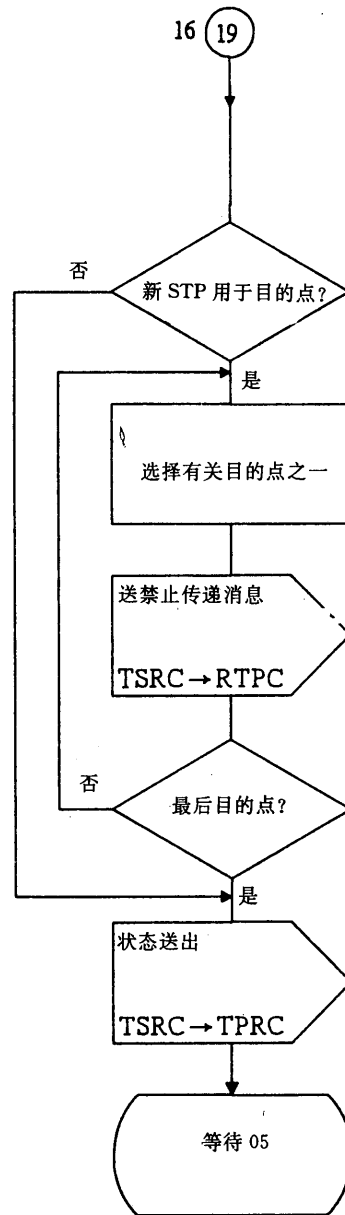 16 19
否
新 STP 用于目的点?
是
选择有关目的点之一
送禁止传递消息
TSRC→RTPC
否
最后目的点?
是
状态送出
TSRC→TPRC
等待 05